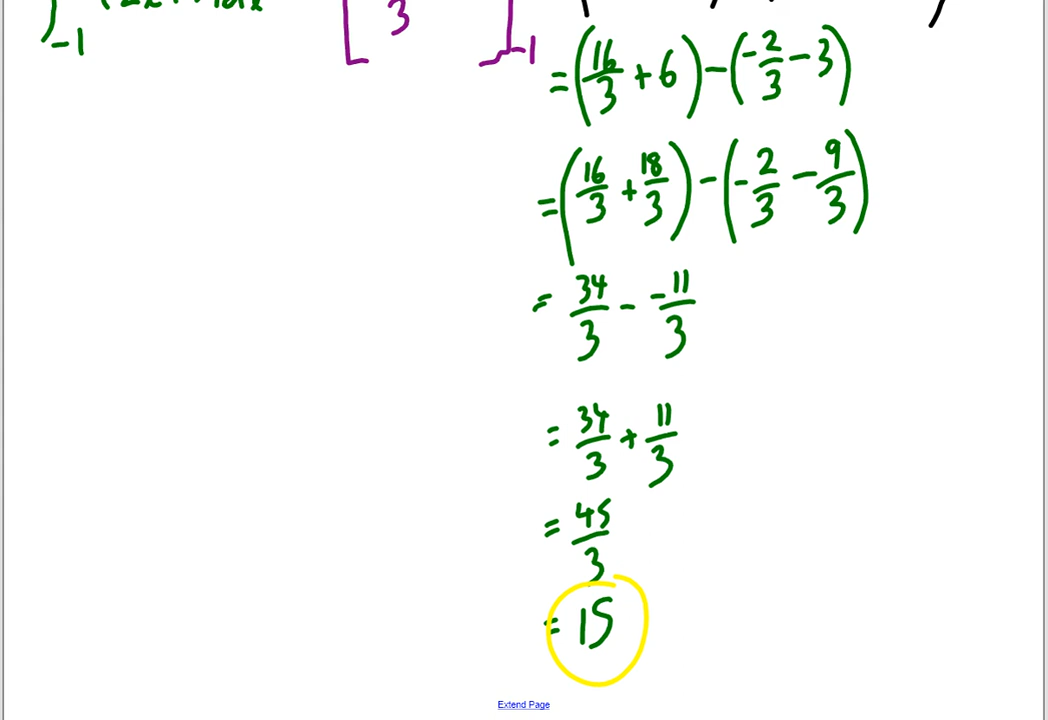 -1
3
-1
= (16/3 + 6) - (-2/3 - 3)
= (16/3 + 18/3) - (-2/3 - 9/3)
= 34/3 - -11/3
= 34/3 + 11/3
= 45/3
= 15
Extend Page